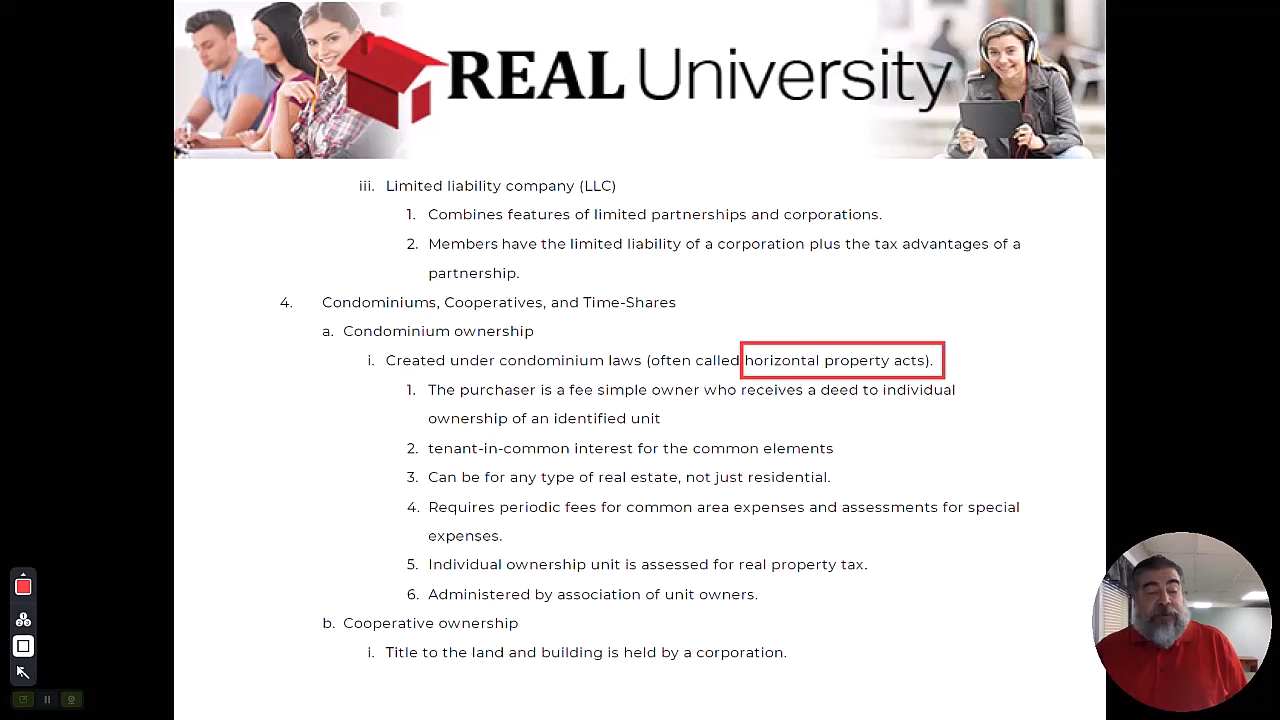 REAL University
iii. Limited liability company (LLC)
1. Combines features of limited partnerships and corporations.
2. Members have the limited liability of a corporation plus the tax advantages of a
partnership.
4. Condominiums, Cooperatives, and Time-Shares
a. Condominium ownership
i. Created under condominium laws (often called horizontal property acts).
1. The purchaser is a fee simple owner who receives a deed to individual
ownership of an identified unit
2. tenant-in-common interest for the common elements
3. Can be for any type of real estate, not just residential.
4. Requires periodic fees for common area expenses and assessments for special
expenses.
5. Individual ownership unit is assessed for real property tax.
6. Administered by association of unit owners.
b. Cooperative ownership
i. Title to the land and building is held by a corporation.